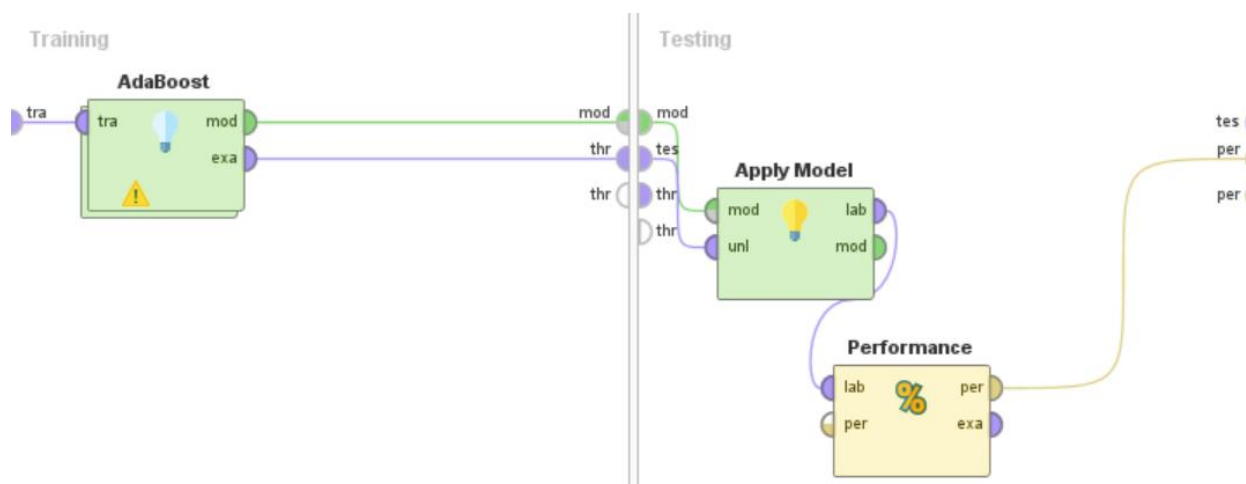 Training
AdaBoost
tra
tra
mod
exa
mod
thr
thr
Testing
mod
tes
thr
thr
Apply Model
mod
unl
lab
mod
Performance
lab
per
per
exa
tes
per
per